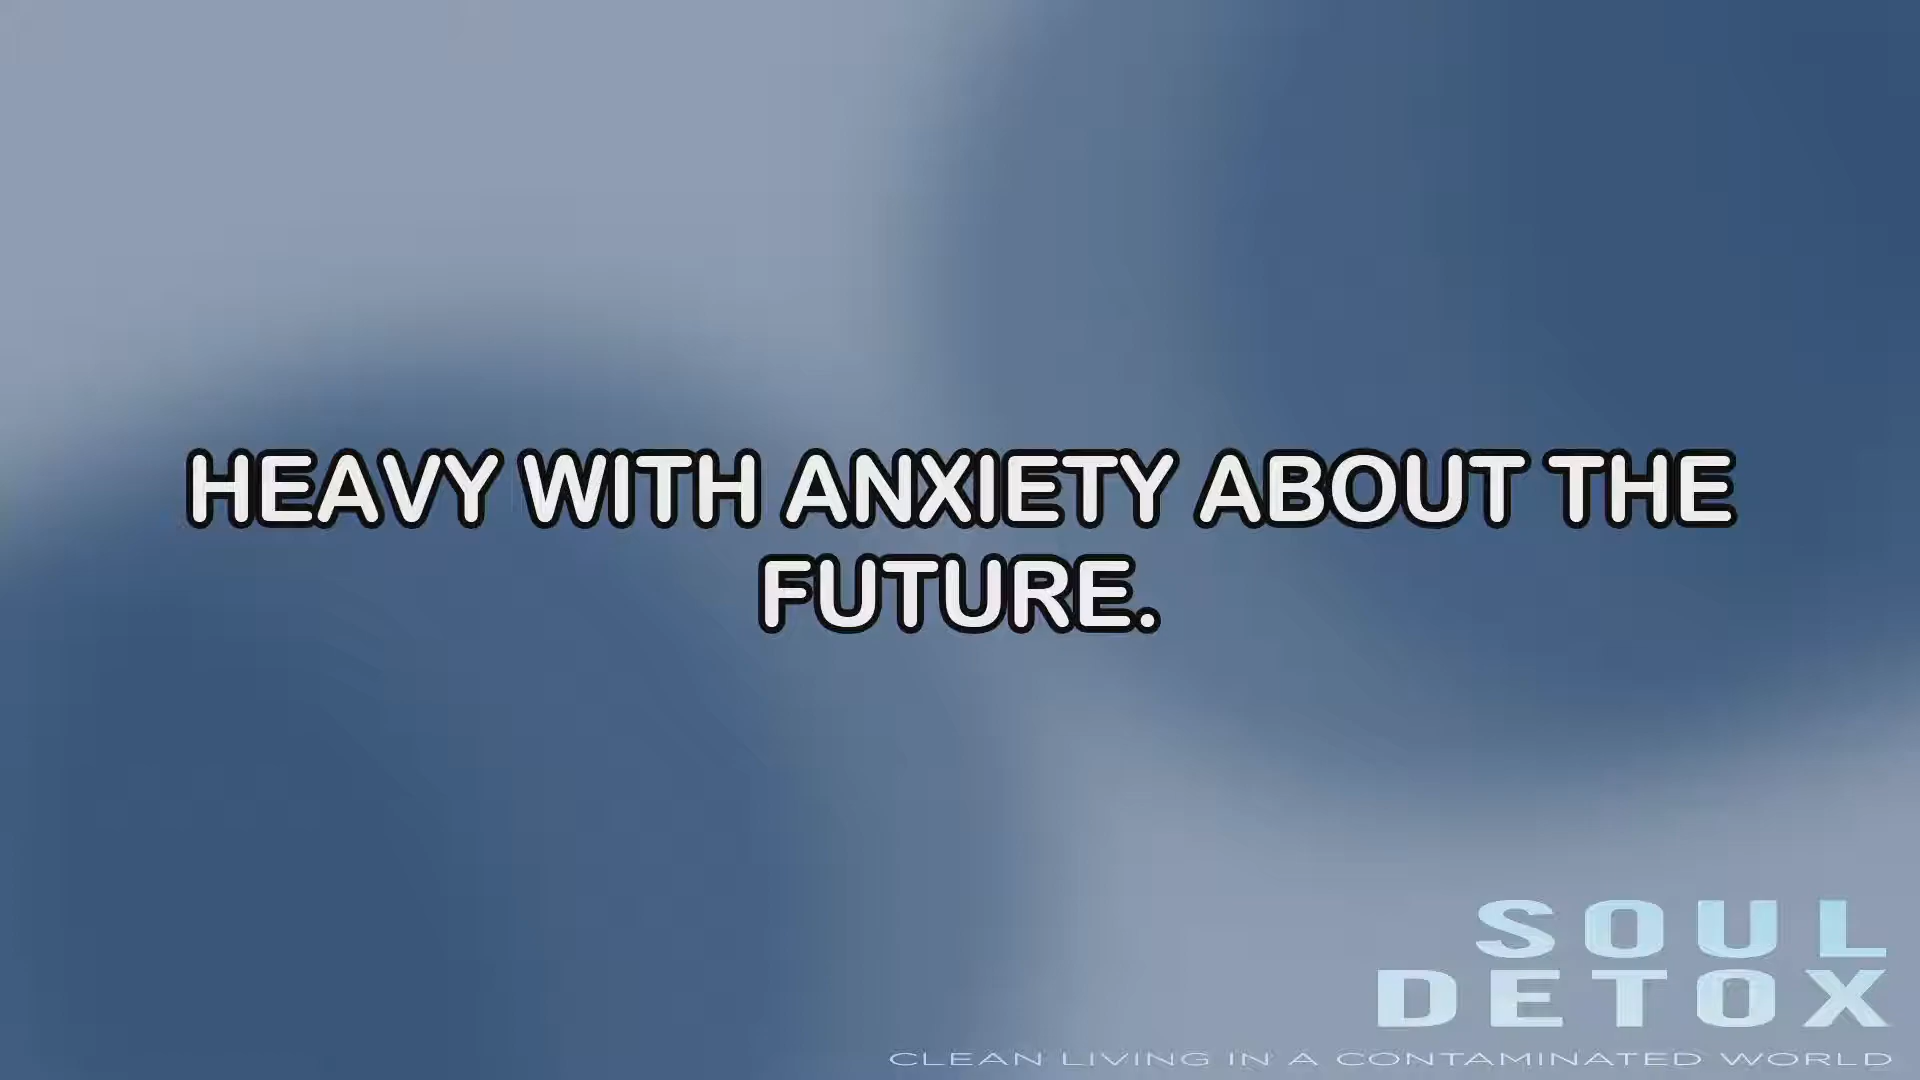 HEAVY WITH ANXIETY ABOUT THE
FUTURE.
SOUL
DETOX
CLEAN LIVING IN A CONTAMINATED WORLD